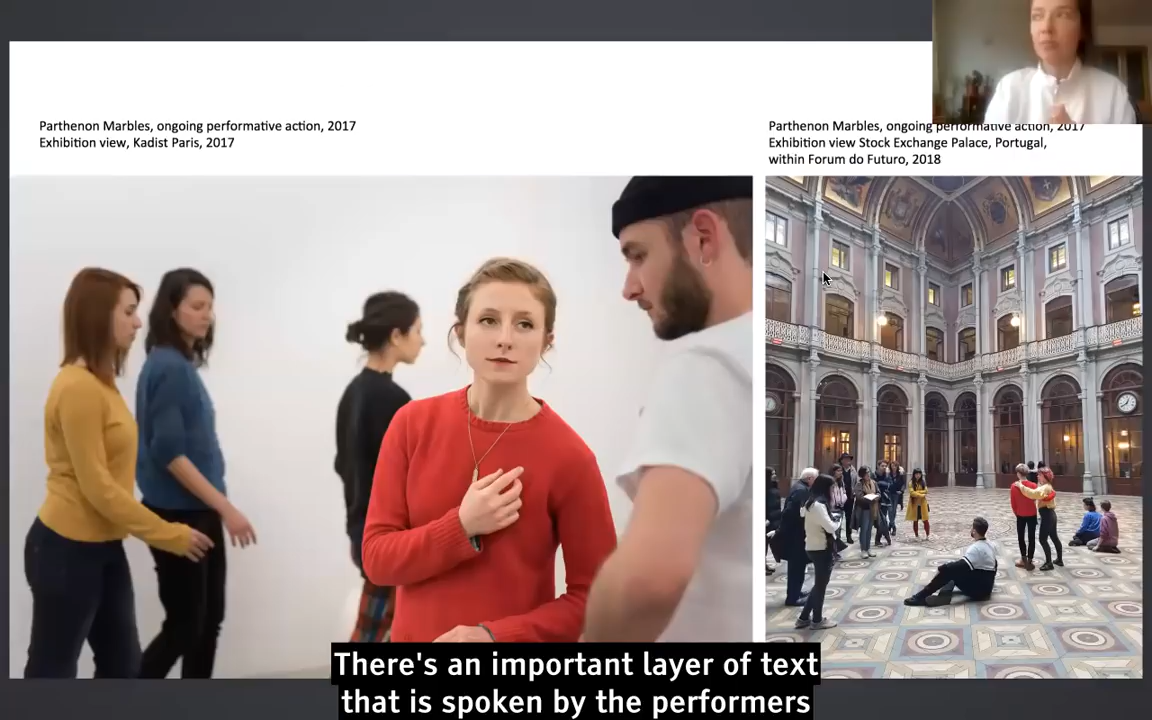 Parthenon Marbles, ongoing performative action, 2017
Exhibition view, Kadist Paris, 2017
Parthenon Marbles, ongoing performative action, 2017
Exhibition view Stock Exchange Palace, Portugal,
within Forum do Futuro, 2018
There's an important layer of text
that is spoken by the performers